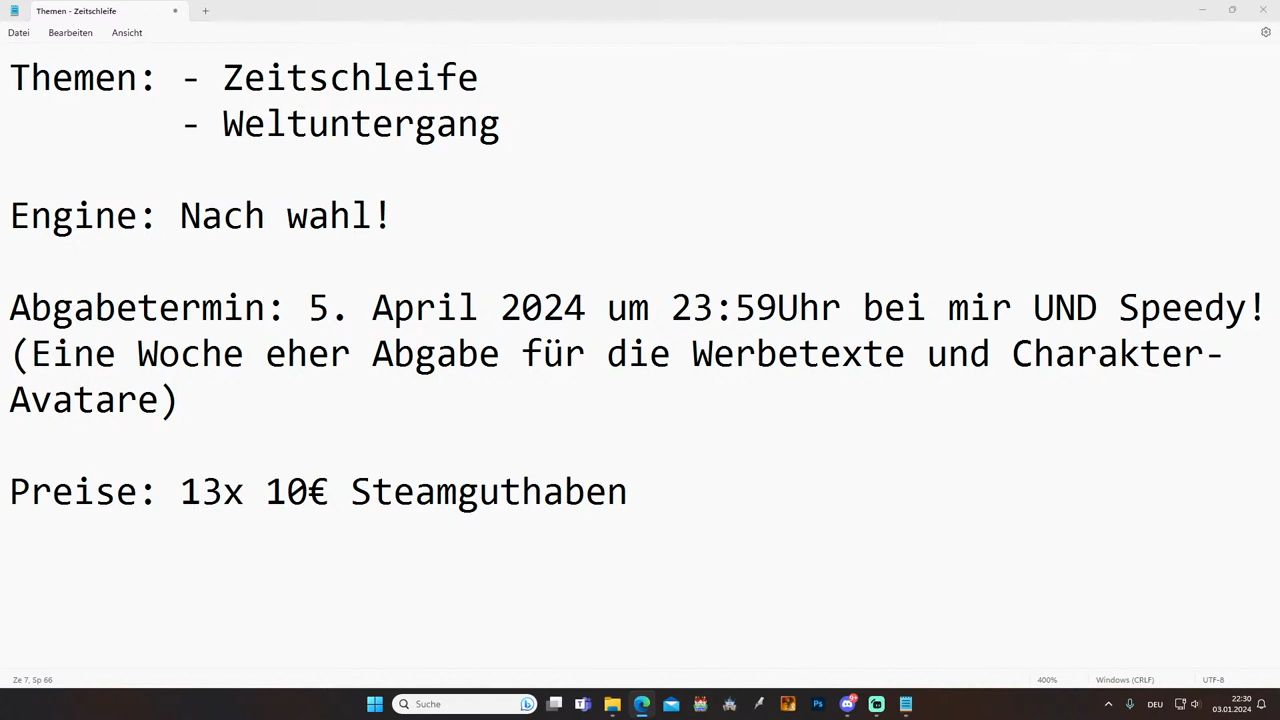 Themen - Zeitschleife
Datei Bearbeiten Ansicht
Themen: - Zeitschleife
- Weltuntergang
Engine: Nach wahl!
Abgabetermin: 5. April 2024 um 23:59Uhr bei mir UND Speedy!
(Eine Woche eher Abgabe für die Werbetexte und Charakter-
Avatare)
Preise: 13x 10€ Steamguthaben
Ze 7, Sp 66 400% Windows (CRLF) UTF-8
Suche DEU 22:30
03.01.2024